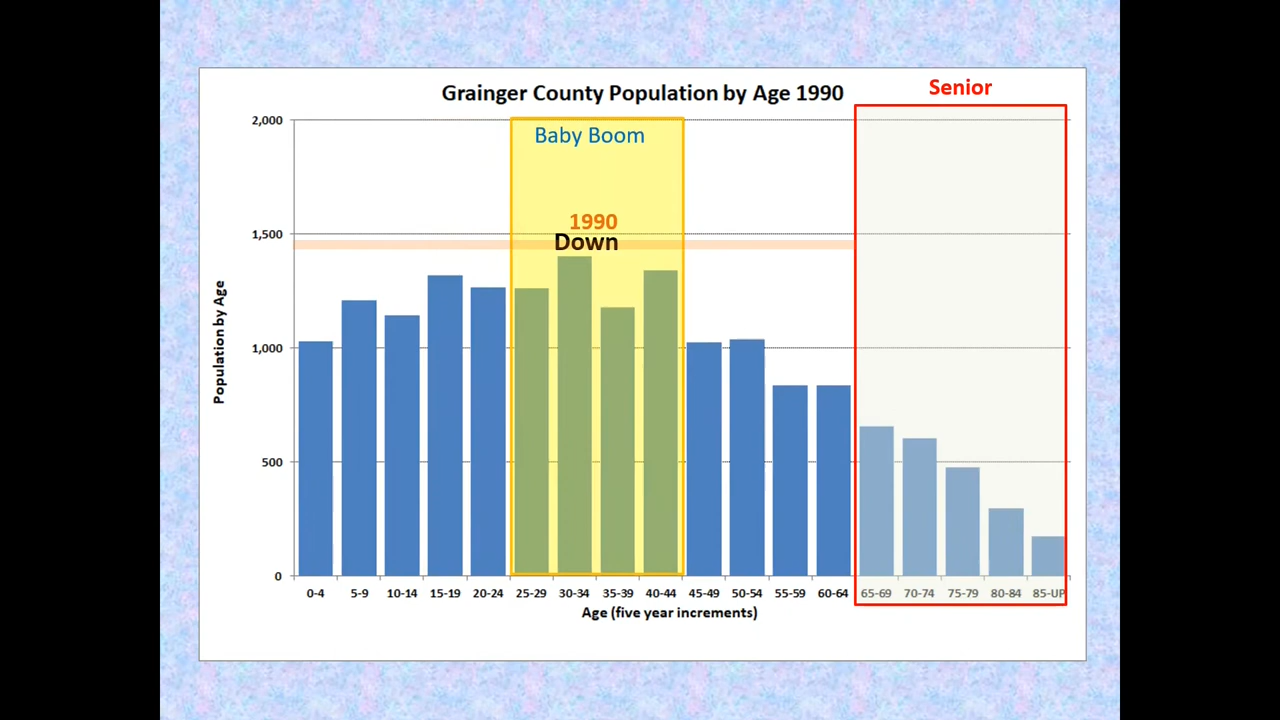 Grainger County Population by Age 1990
Senior
2,000
Baby Boom
1990
1,500
Down
1,000
500
0
Population by Age
0-4 5-9 10-14 15-19 20-24 25-29 30-34 35-39 40-44 45-49 50-54 55-59 60-64 65-69 70-74 75-79 80-84 85-UP
Age (five year increments)